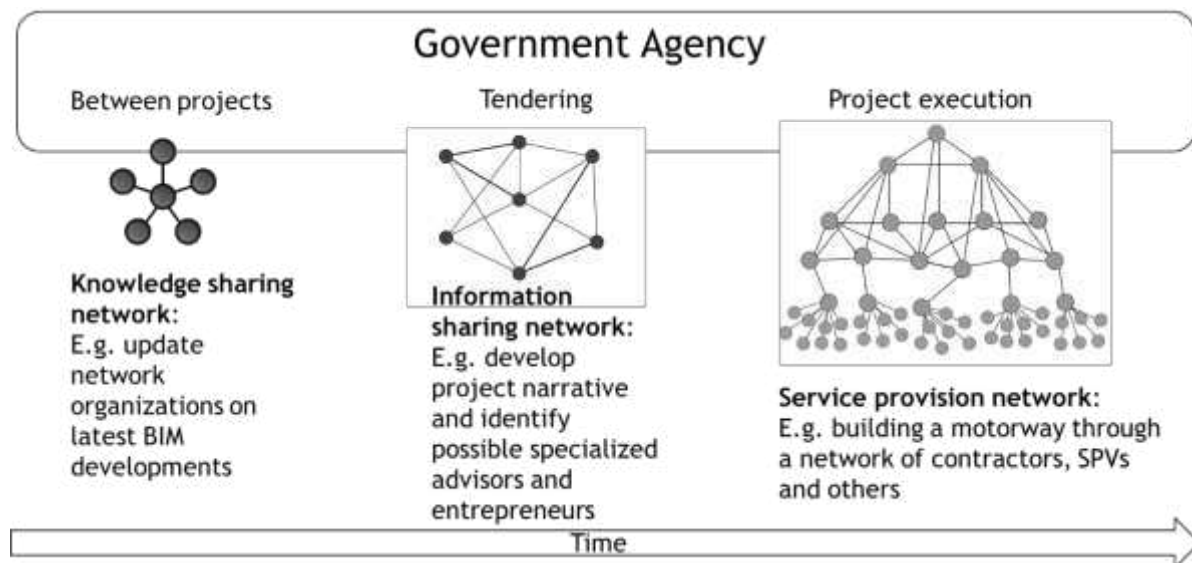 Government Agency
Between projects
Tendering
Project execution
Knowledge sharing
network:
E.g. update
network
organizations on
latest BIM
developments
Information
sharing network:
E.g. develop
project narrative
and identify
possible specialized
advisors and
entrepreneurs
Service provision network:
E.g. building a motorway through
a network of contractors, SPVs
and others
Time